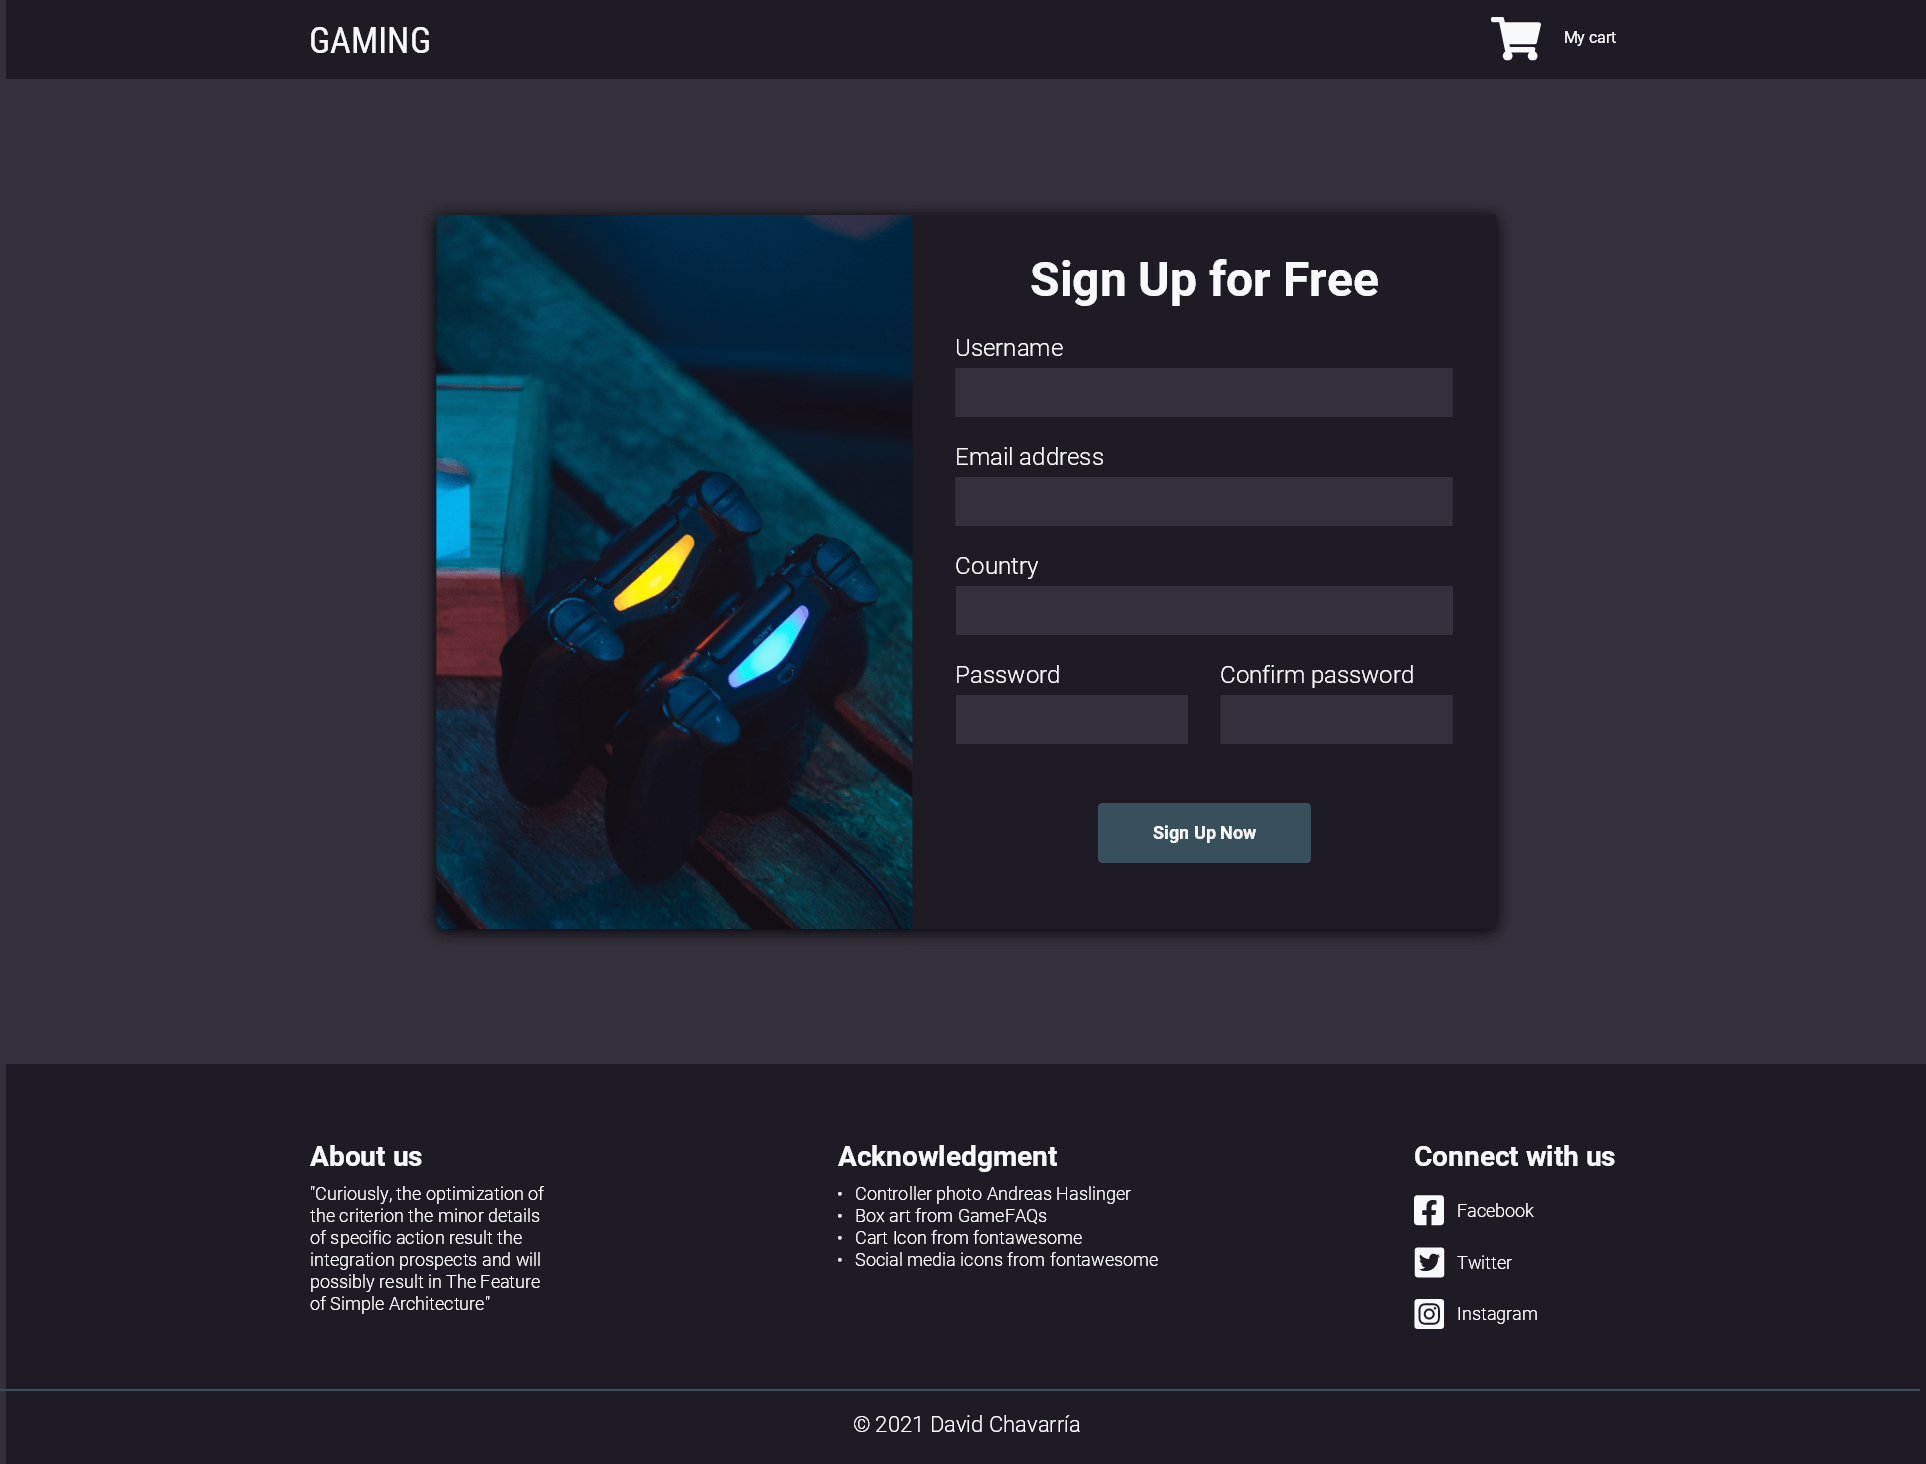 GAMING
My cart
Sign Up for Free
Username
Email address
Country
Password
Confirm password
SONY
Sign Up Now
About us
"Curiously, the optimization of
the criterion the minor details
of specific action result the
integration prospects and will
possibly result in The Feature
of Simple Architecture"
Acknowledgment
• Controller photo Andreas Haslinger
• Box art from GameFAQs
• Cart Icon from fontawesome
• Social media icons from fontawesome
Connect with us
Facebook
Twitter
Instagram
© 2021 David Chavarría